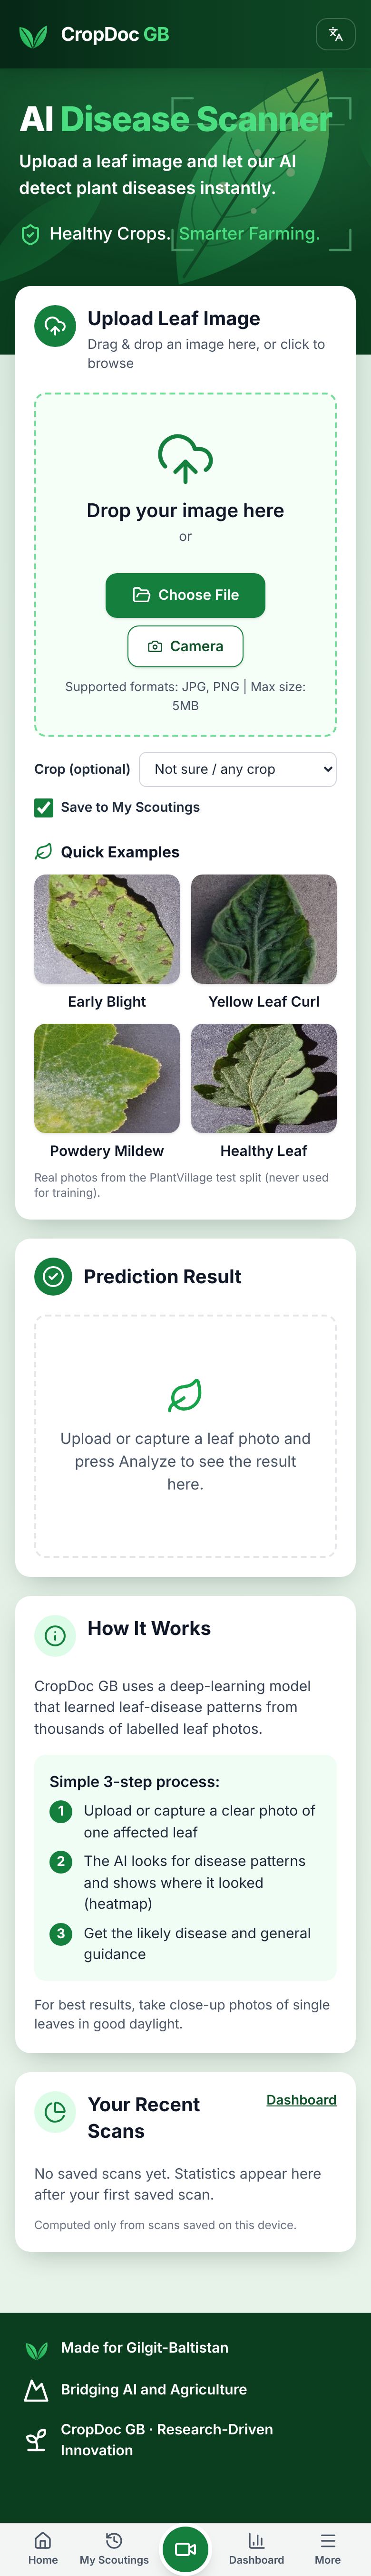 CropDoc GB
AI Disease Scanner
Upload a leaf image and let our AI
detect plant diseases instantly.
Healthy Crops. Smarter Farming.
Upload Leaf Image
Drag & drop an image here, or click to
browse
Drop your image here
or
Choose File
Camera
Supported formats: JPG, PNG | Max size:
5MB
Crop (optional) Not sure / any crop
Save to My Scoutings
Quick Examples
Early Blight Yellow Leaf Curl
Powdery Mildew Healthy Leaf
Real photos from the PlantVillage test split (never used
for training).
Prediction Result
Upload or capture a leaf photo and
press Analyze to see the result
here.
How It Works
CropDoc GB uses a deep-learning model
that learned leaf-disease patterns from
thousands of labelled leaf photos.
Simple 3-step process:
1 Upload or capture a clear photo of
one affected leaf
2 The AI looks for disease patterns
and shows where it looked
(heatmap)
3 Get the likely disease and general
guidance
For best results, take close-up photos of single
leaves in good daylight.
Your Recent Dashboard
Scans
No saved scans yet. Statistics appear here
after your first saved scan.
Computed only from scans saved on this device.
Made for Gilgit-Baltistan
Bridging AI and Agriculture
CropDoc GB · Research-Driven
Innovation
Home My Scoutings Dashboard More